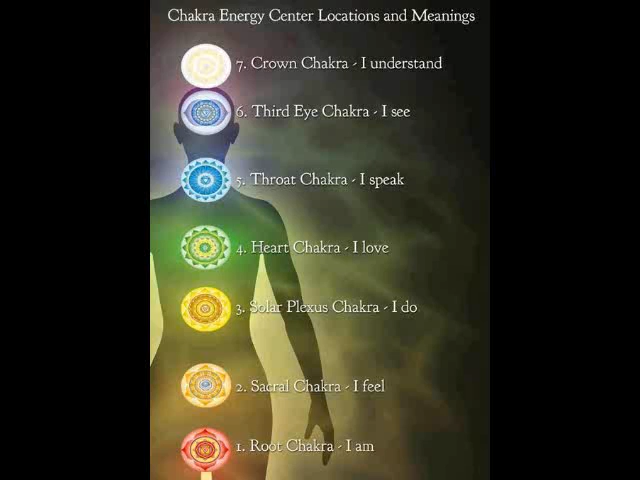 Chakra Energy Center Locations and Meanings
7. Crown Chakra - I understand
6. Third Eye Chakra - I see
5. Throat Chakra - I speak
4. Heart Chakra - I love
3. Solar Plexus Chakra - I do
2. Sacral Chakra - I feel
1. Root Chakra - I am